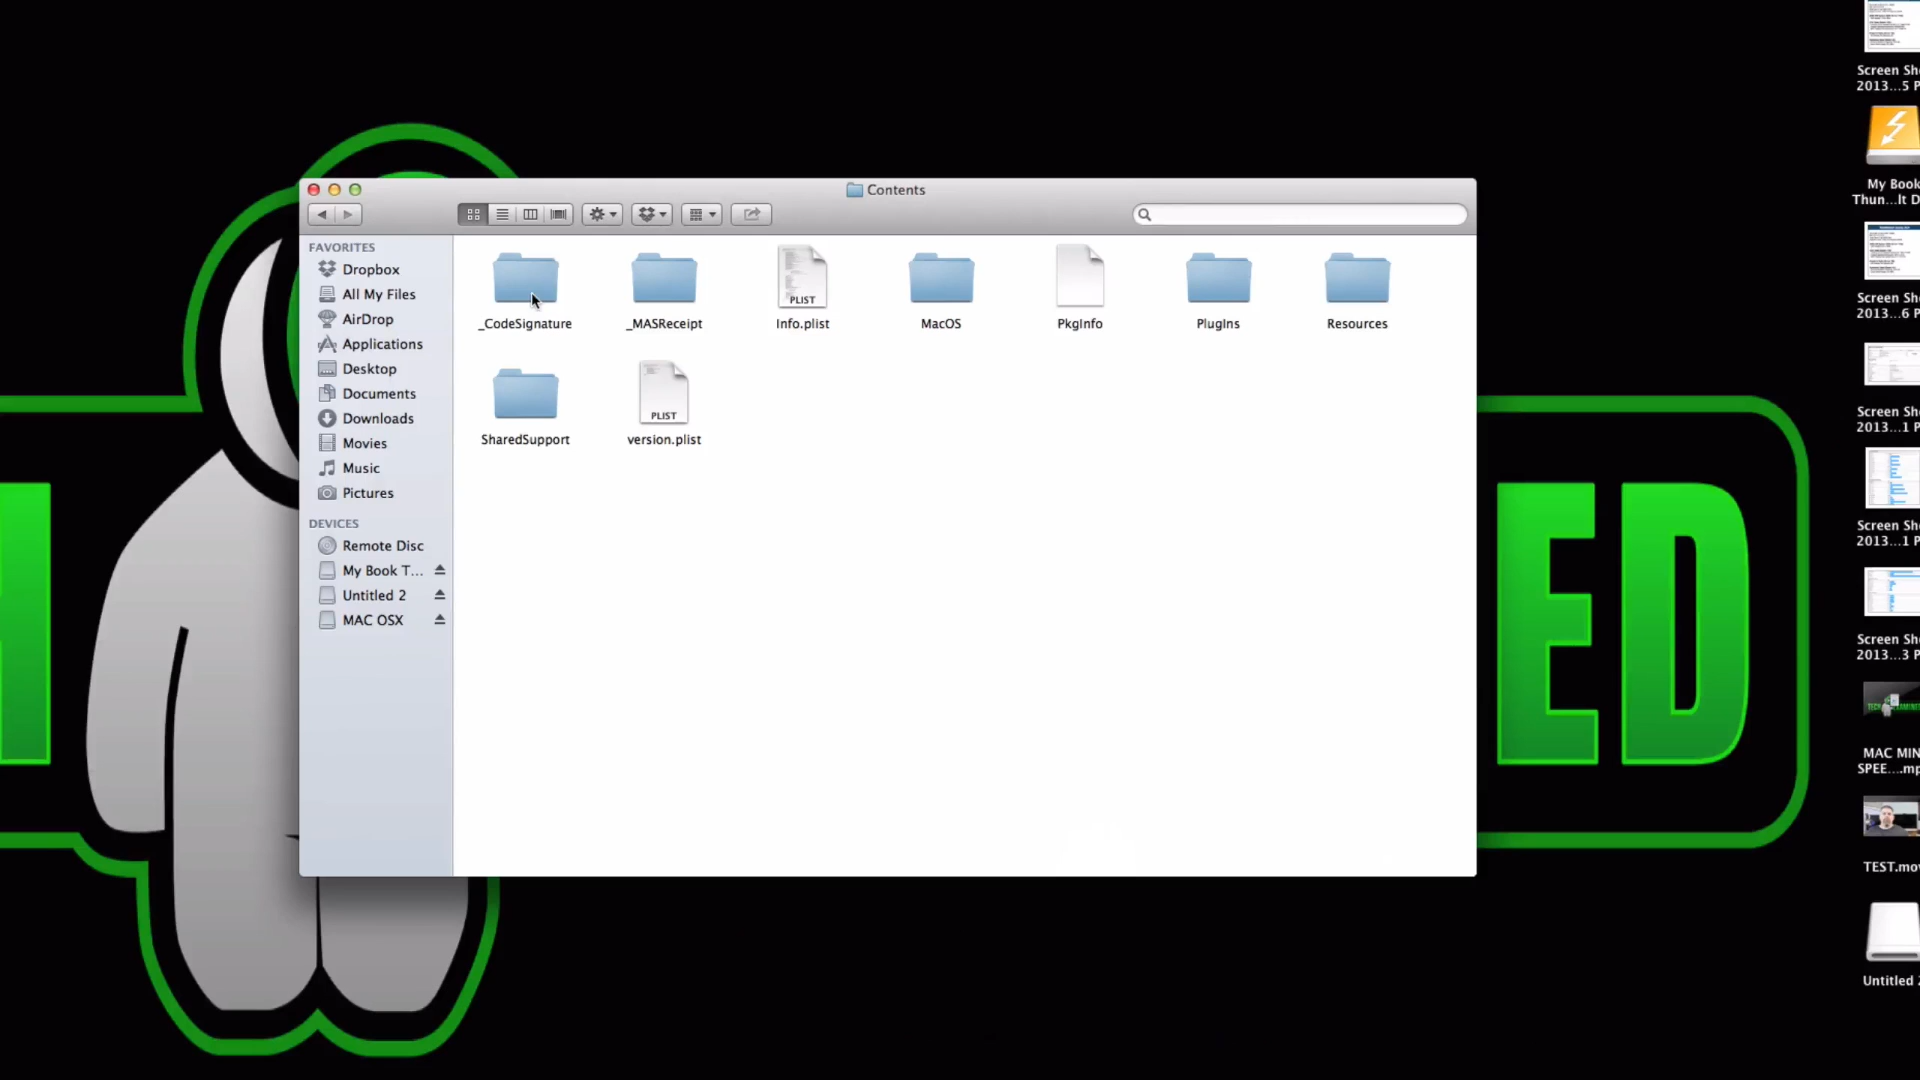 Contents
FAVORITES
Dropbox
All My Files
AirDrop
Applications
Desktop
Documents
Downloads
Movies
Music
Pictures
DEVICES
Remote Disc
My Book T...
Untitled 2
MAC OSX
_CodeSignature
_MASReceipt
PLIST
Info.plist
MacOS
PkgInfo
PlugIns
Resources
SharedSupport
PLIST
version.plist
ED
Screen Sh
2013...5 P
My Book
Thun...lt D
Screen Sh
2013...6 P
Screen Sh
2013...1 P
Screen Sh
2013...1 P
Screen Sh
2013...3 P
MAC MIN
SPEE....mp
TEST.mov
Untitled 2